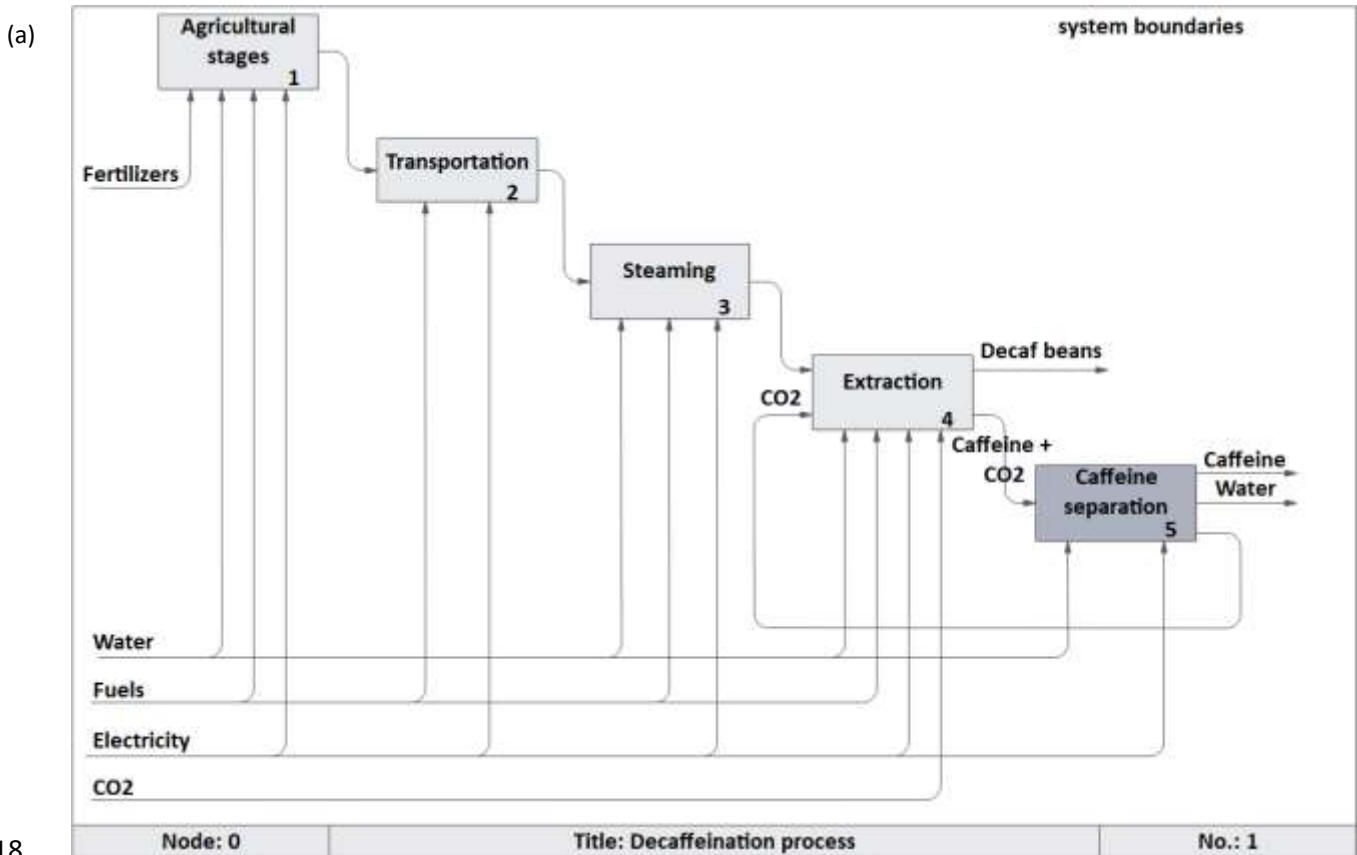 (a)
system boundaries
Agricultural
stages
1
Fertilizers
Transportation
2
Steaming
3
Decaf beans
Extraction
4
CO2
Caffeine +
CO2
Caffeine
separation
5
Caffeine
Water
Water
Fuels
Electricity
CO2
18
Node: 0
Title: Decaffeination process
No.: 1